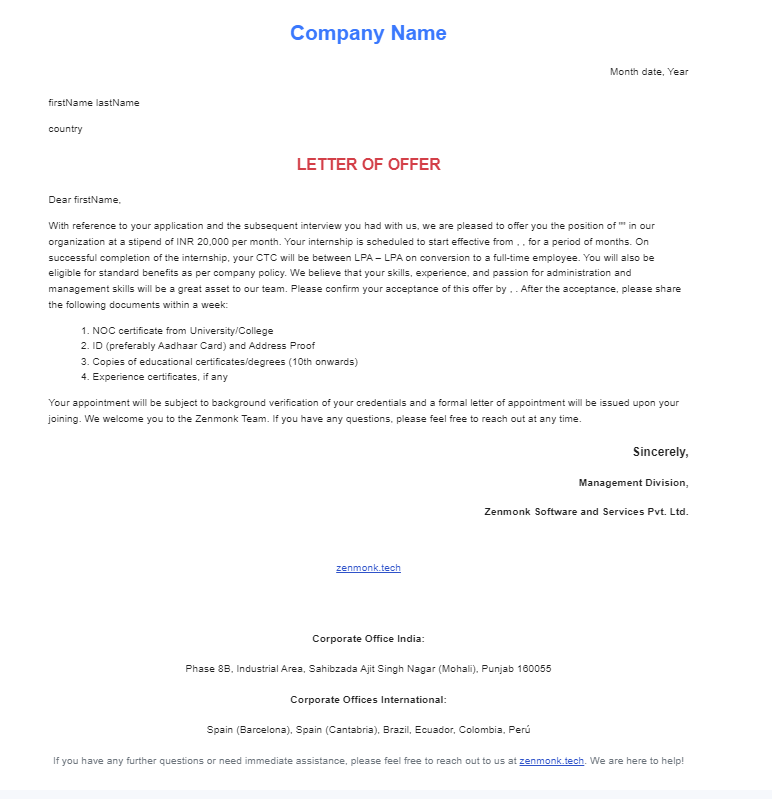 Company Name
Month date, Year
firstName lastName
country
LETTER OF OFFER
Dear firstName,
With reference to your application and the subsequent interview you had with us, we are pleased to offer you the position of "" in our
organization at a stipend of INR 20,000 per month. Your internship is scheduled to start effective from , , for a period of months. On
successful completion of the internship, your CTC will be between LPA – LPA on conversion to a full-time employee. You will also be
eligible for standard benefits as per company policy. We believe that your skills, experience, and passion for administration and
management skills will be a great asset to our team. Please confirm your acceptance of this offer by , . After the acceptance, please share
the following documents within a week:
1. NOC certificate from University/College
2. ID (preferably Aadhaar Card) and Address Proof
3. Copies of educational certificates/degrees (10th onwards)
4. Experience certificates, if any
Your appointment will be subject to background verification of your credentials and a formal letter of appointment will be issued upon your
joining. We welcome you to the Zenmonk Team. If you have any questions, please feel free to reach out at any time.
Sincerely,
Management Division,
Zenmonk Software and Services Pvt. Ltd.
zenmonk.tech
Corporate Office India:
Phase 8B, Industrial Area, Sahibzada Ajit Singh Nagar (Mohali), Punjab 160055
Corporate Offices International:
Spain (Barcelona), Spain (Cantabria), Brazil, Ecuador, Colombia, Perú
If you have any further questions or need immediate assistance, please feel free to reach out to us at zenmonk.tech. We are here to help!